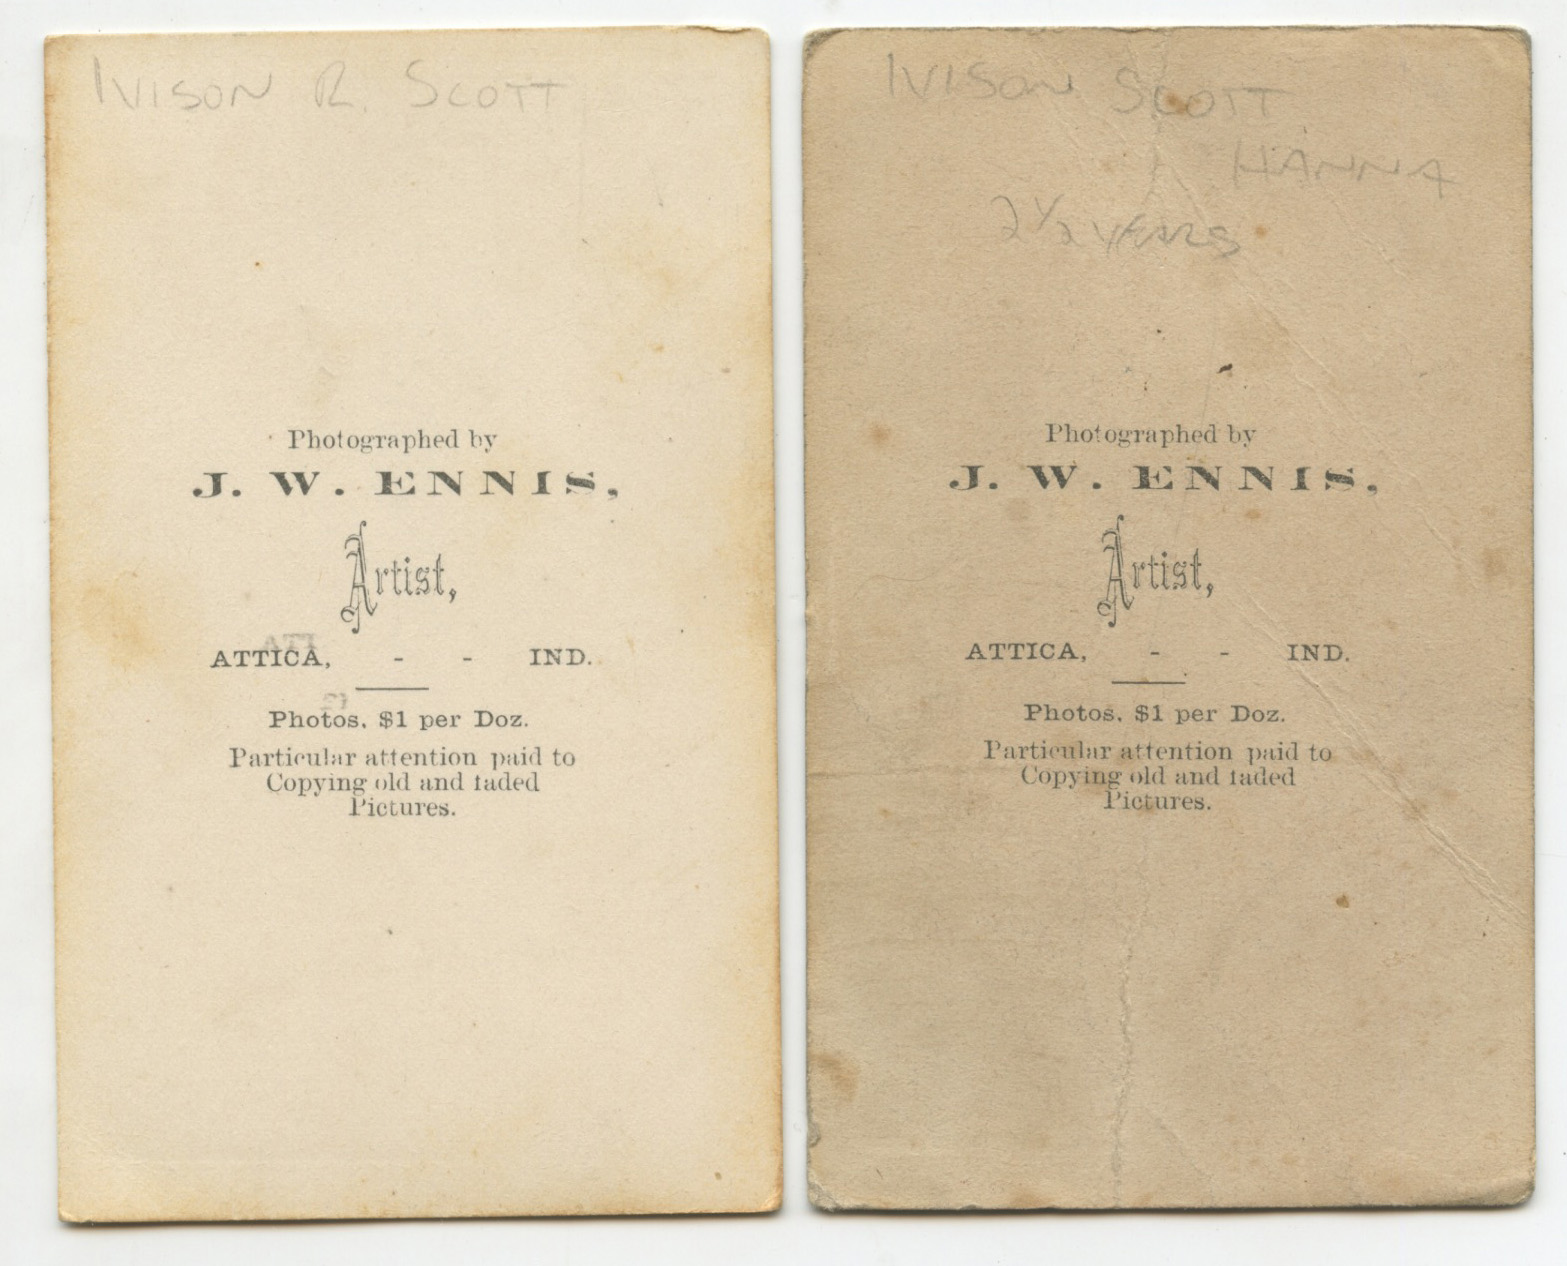 IVISON R. SCOTT
Photographed by
J. W. ENNIS,
Artist,
ATTICA, - - IND.
Photos. $1 per Doz.
Particular attention paid to
Copying old and faded
Pictures.
IVISON SCOTT
HANNA
2 1/2 YEARS
Photographed by
J. W. ENNIS,
Artist,
ATTICA, - - IND.
Photos. $1 per Doz.
Particular attention paid to
Copying old and faded
Pictures.